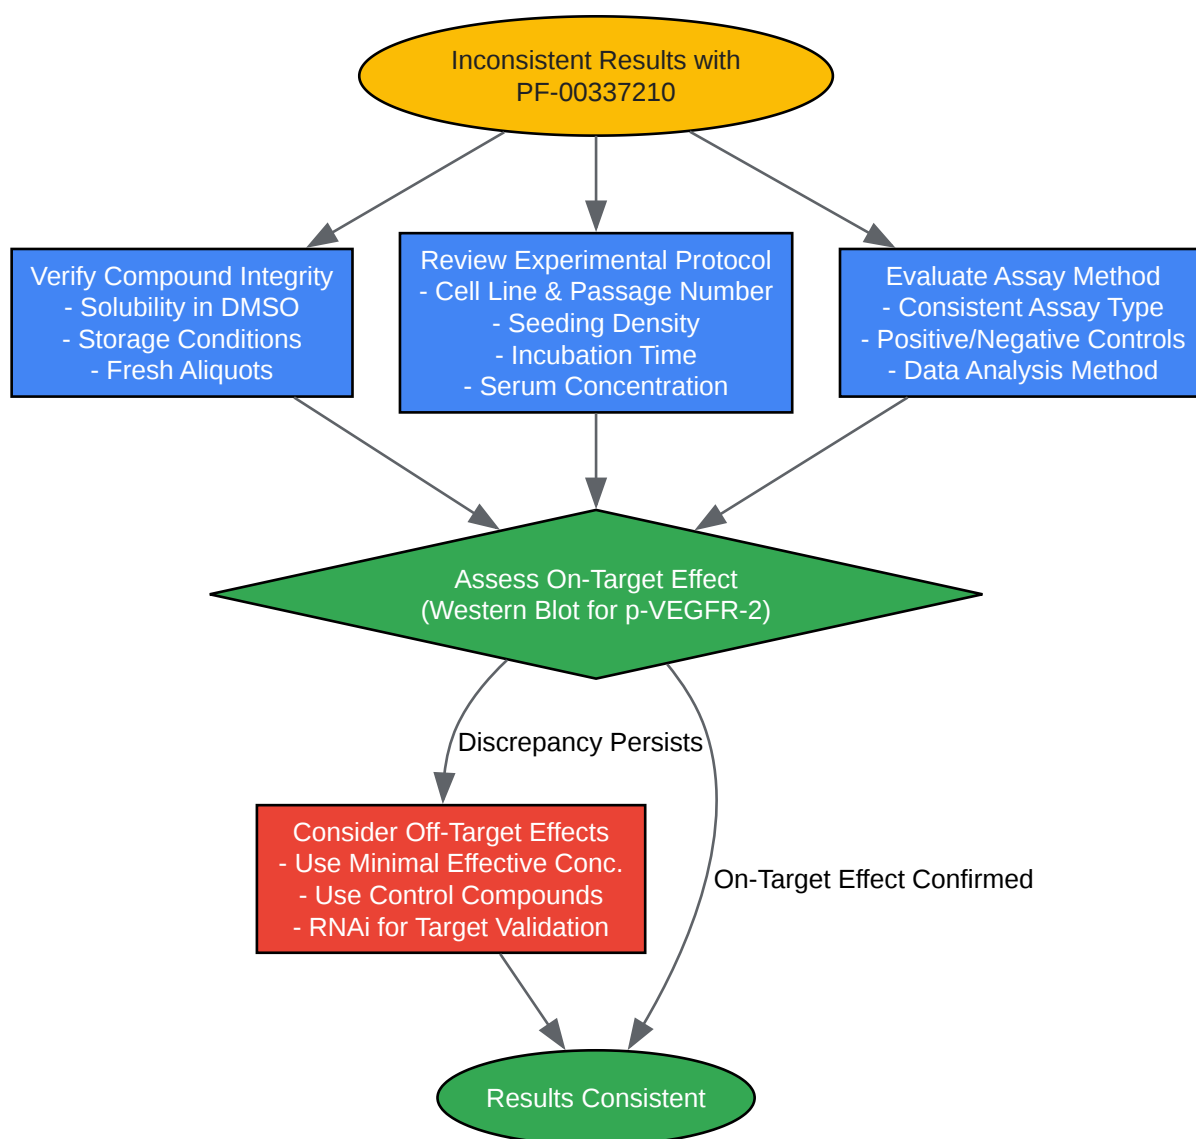 Inconsistent Results with
PF-00337210
Verify Compound Integrity
- Solubility in DMSO
- Storage Conditions
- Fresh Aliquots
Review Experimental Protocol
- Cell Line & Passage Number
- Seeding Density
- Incubation Time
- Serum Concentration
Evaluate Assay Method
- Consistent Assay Type
- Positive/Negative Controls
- Data Analysis Method
Assess On-Target Effect
(Western Blot for p-VEGFR-2)
Discrepancy Persists
Consider Off-Target Effects
- Use Minimal Effective Conc.
- Use Control Compounds
- RNAi for Target Validation
On-Target Effect Confirmed
Results Consistent